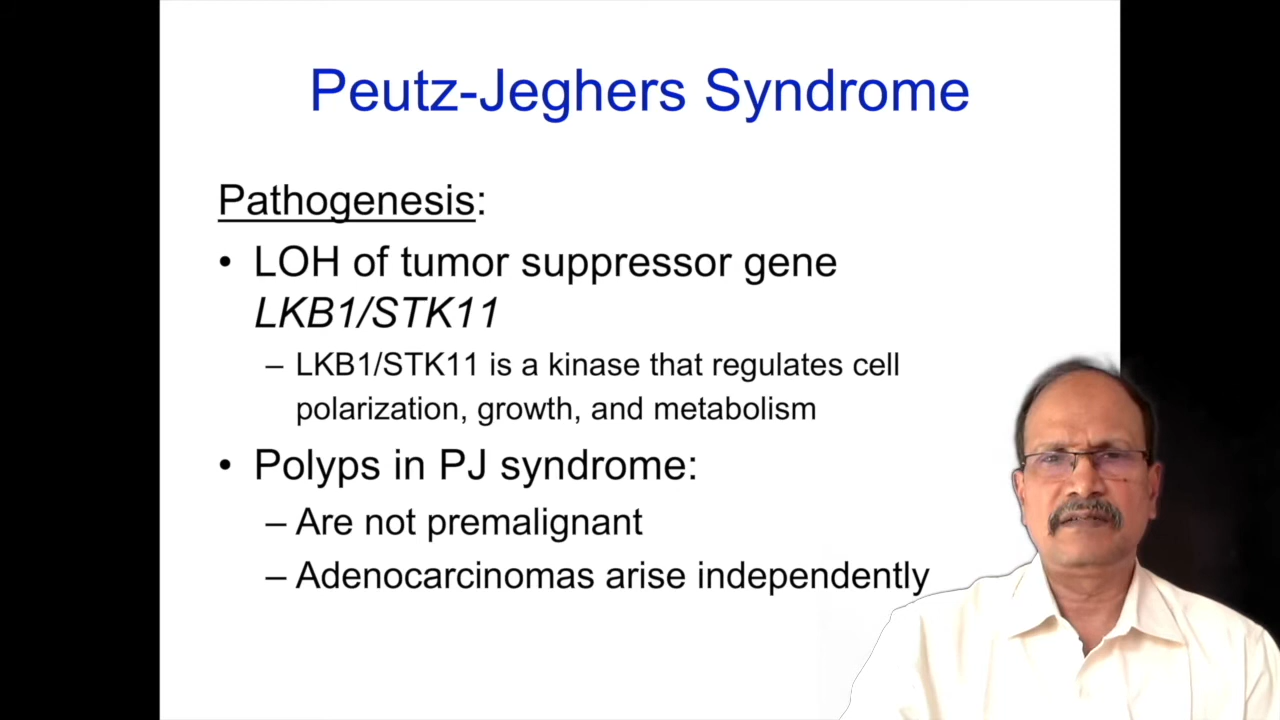 Peutz-Jeghers Syndrome
Pathogenesis:
• LOH of tumor suppressor gene
LKB1/STK11
– LKB1/STK11 is a kinase that regulates cell
polarization, growth, and metabolism
• Polyps in PJ syndrome:
– Are not premalignant
– Adenocarcinomas arise independently